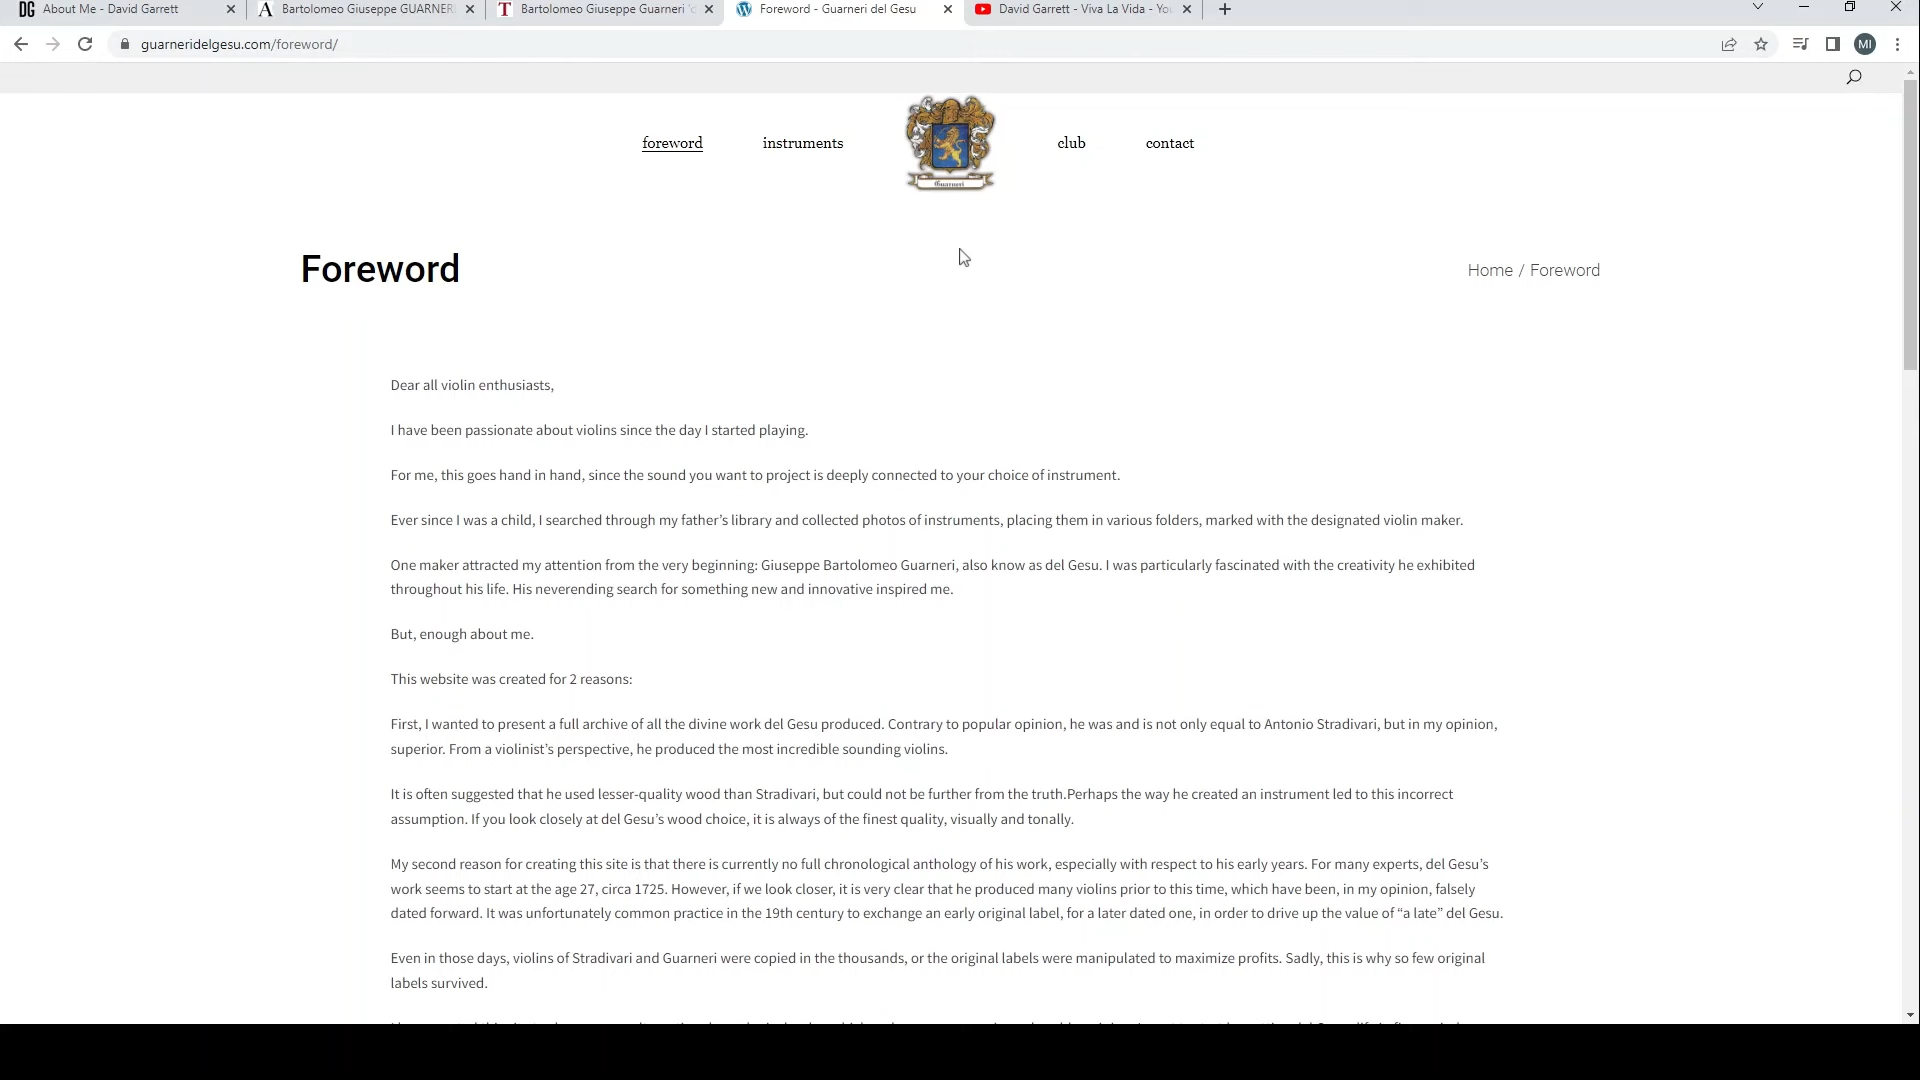 About Me - David Garrett
Bartolomeo Giuseppe GUARNERI
Bartolomeo Giuseppe Guarneri
Foreword - Guarneri del Gesu
David Garrett - Viva La Vida - You
guarneridelgesu.com/foreword/
MI
foreword
instruments
Guarneri
club
contact
Foreword
Home / Foreword
Dear all violin enthusiasts,
I have been passionate about violins since the day I started playing.
For me, this goes hand in hand, since the sound you want to project is deeply connected to your choice of instrument.
Ever since I was a child, I searched through my father’s library and collected photos of instruments, placing them in various folders, marked with the designated violin maker.
One maker attracted my attention from the very beginning: Giuseppe Bartolomeo Guarneri, also know as del Gesu. I was particularly fascinated with the creativity he exhibited
throughout his life. His neverending search for something new and innovative inspired me.
But, enough about me.
This website was created for 2 reasons:
First, I wanted to present a full archive of all the divine work del Gesu produced. Contrary to popular opinion, he was and is not only equal to Antonio Stradivari, but in my opinion,
superior. From a violinist’s perspective, he produced the most incredible sounding violins.
It is often suggested that he used lesser-quality wood than Stradivari, but could not be further from the truth.Perhaps the way he created an instrument led to this incorrect
assumption. If you look closely at del Gesu’s wood choice, it is always of the finest quality, visually and tonally.
My second reason for creating this site is that there is currently no full chronological anthology of his work, especially with respect to his early years. For many experts, del Gesu’s
work seems to start at the age 27, circa 1725. However, if we look closer, it is very clear that he produced many violins prior to this time, which have been, in my opinion, falsely
dated forward. It was unfortunately common practice in the 19th century to exchange an early original label, for a later dated one, in order to drive up the value of “a late” del Gesu.
Even in those days, violins of Stradivari and Guarneri were copied in the thousands, or the original labels were manipulated to maximize profits. Sadly, this is why so few original
labels survived.